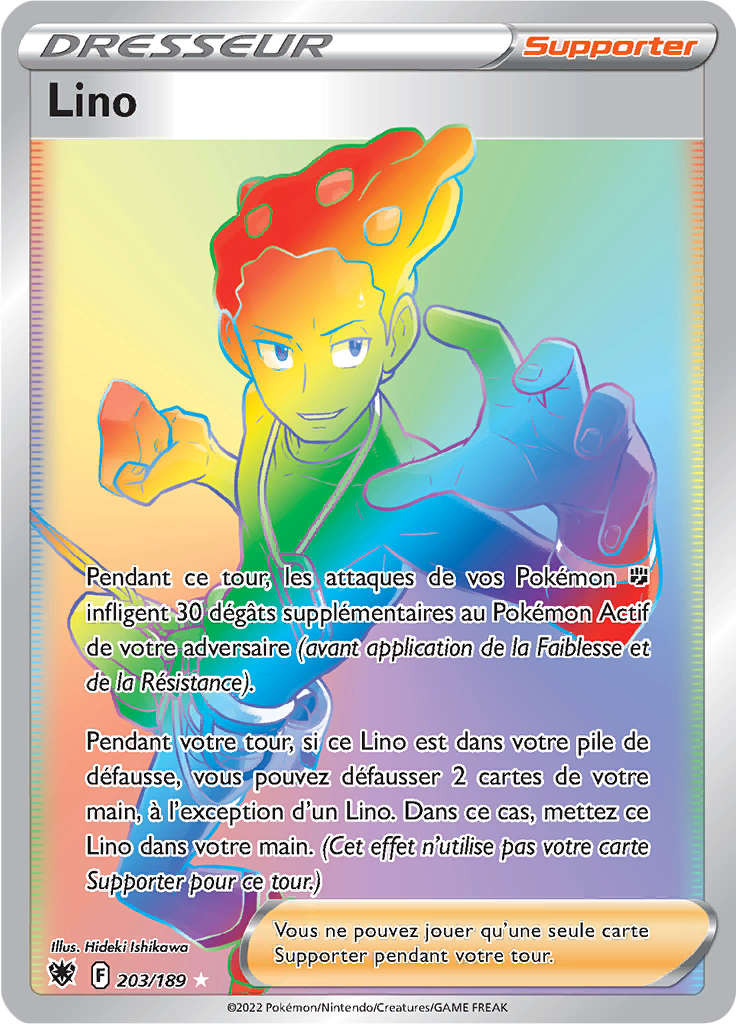 DRESSEUR
Supporter
Lino
Pendant ce tour, les attaques de vos Pokémon
infligent 30 dégâts supplémentaires au Pokémon Actif
de votre adversaire (avant application de la Faiblesse et
de la Résistance).
Pendant votre tour, si ce Lino est dans votre pile de
défausse, vous pouvez défausser 2 cartes de votre
main, à l'exception d'un Lino. Dans ce cas, mettez ce
Lino dans votre main. (Cet effet n'utilise pas votre carte
Supporter pour ce tour.)
Vous ne pouvez jouer qu'une seule carte
Supporter pendant votre tour.
Illus. Hideki Ishikawa
F 203/189
©2022 Pokémon/Nintendo/Creatures/GAME FREAK